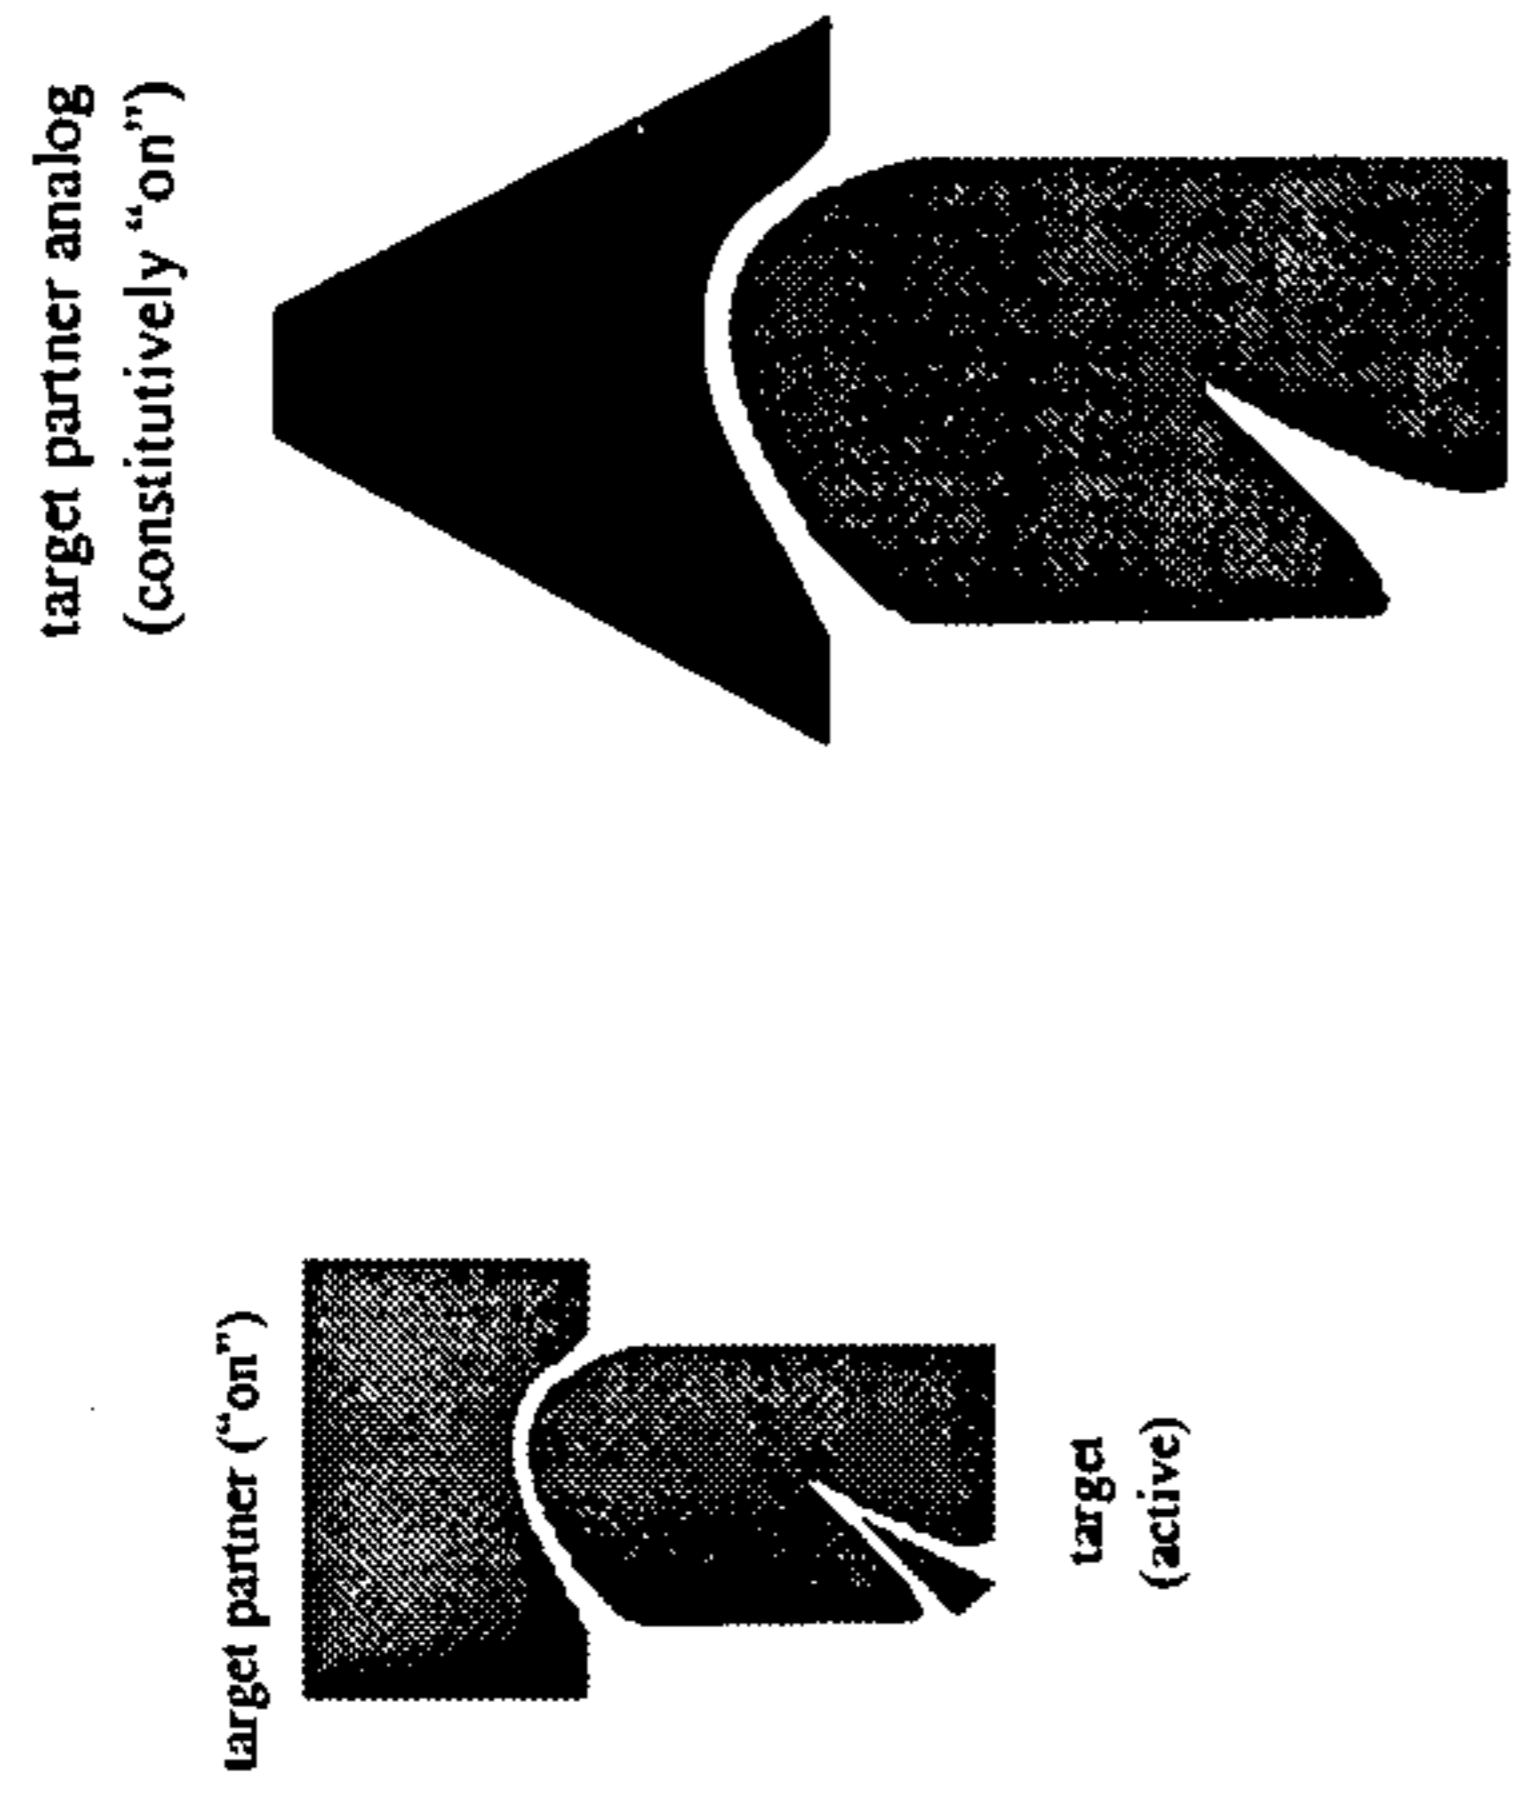 target partner (“on”)
target
(active)
target partner analog
(constitutively “on”)